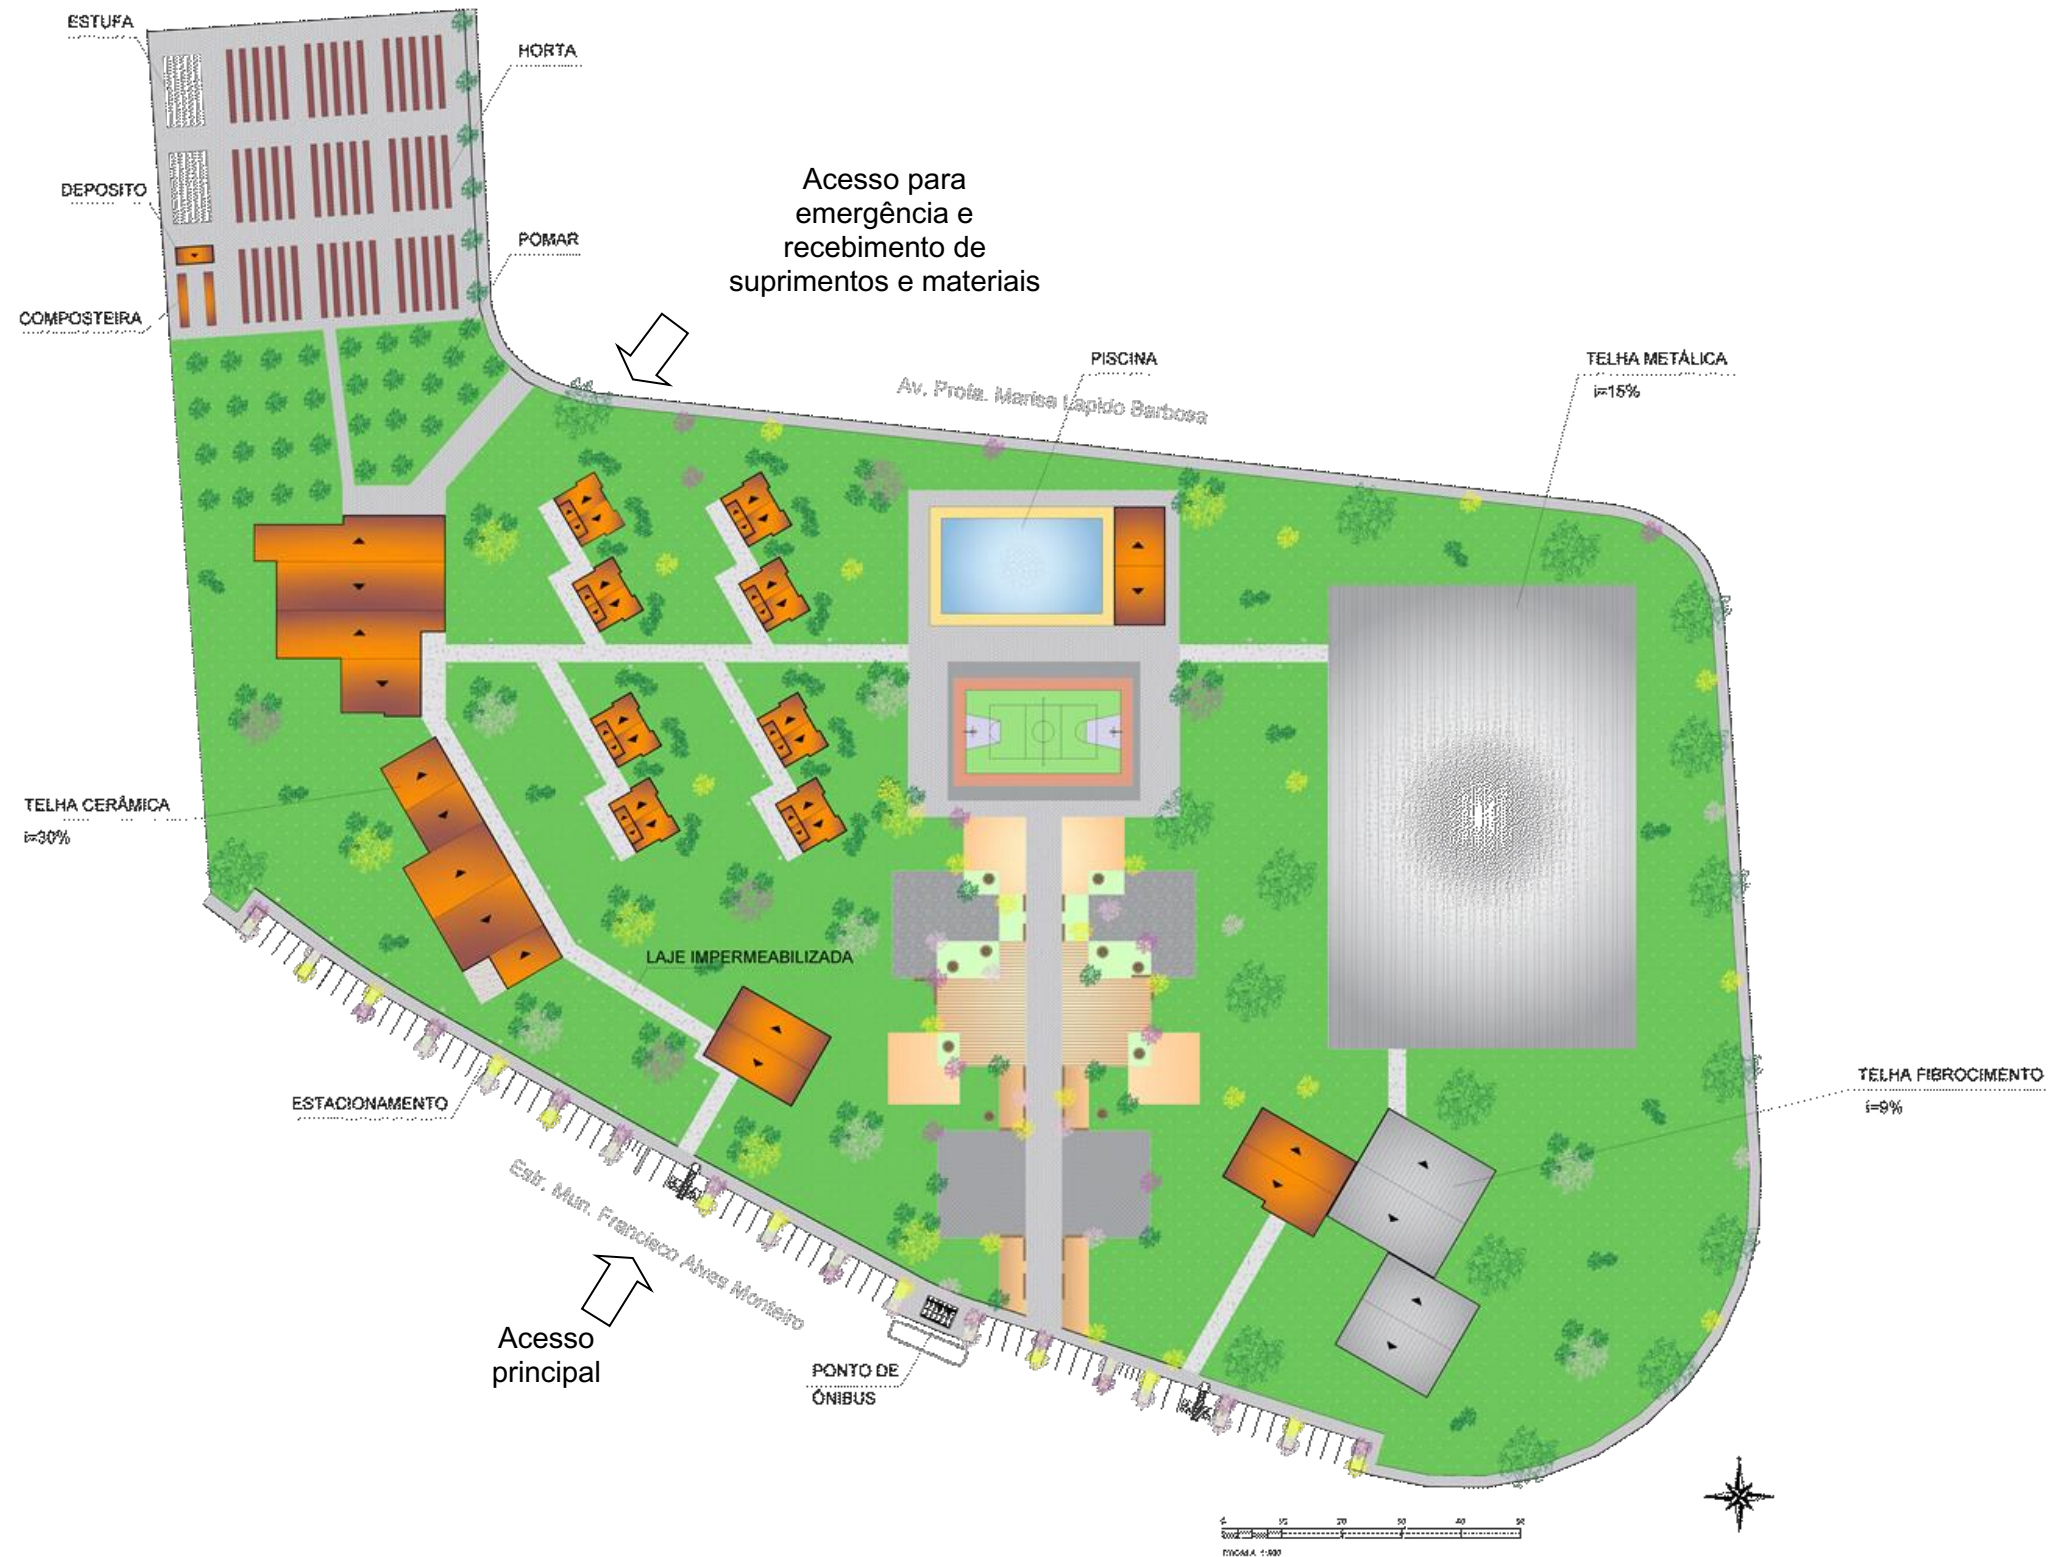 ESTUFA
HORTA
DEPOSITO
POMAR
COMPOSTEIRA
Acesso para
emergência e
recebimento de
suprimentos e materiais
Av. Profa. Marisa Lapido Barbosa
PISCINA
TELHA METÁLICA
i=15%
TELHA CERÂMICA
i=30%
LAJE IMPERMEABILIZADA
ESTACIONAMENTO
Estr. Mun. Francisco Alves Monteiro
Acesso
principal
PONTO DE
ÔNIBUS
TELHA FIBROCIMENTO
i=9%